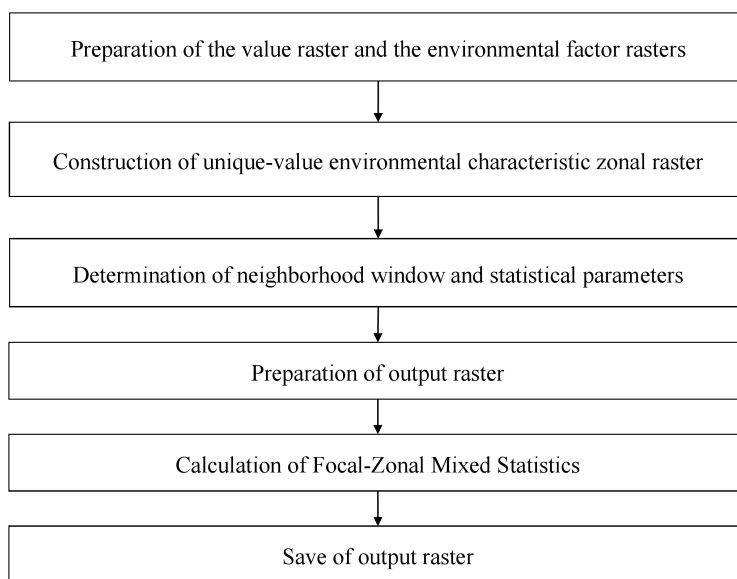 Preparation of the value raster and the environmental factor rasters
Construction of unique-value environmental characteristic zonal raster
Determination of neighborhood window and statistical parameters
Preparation of output raster
Calculation of Focal-Zonal Mixed Statistics
Save of output raster